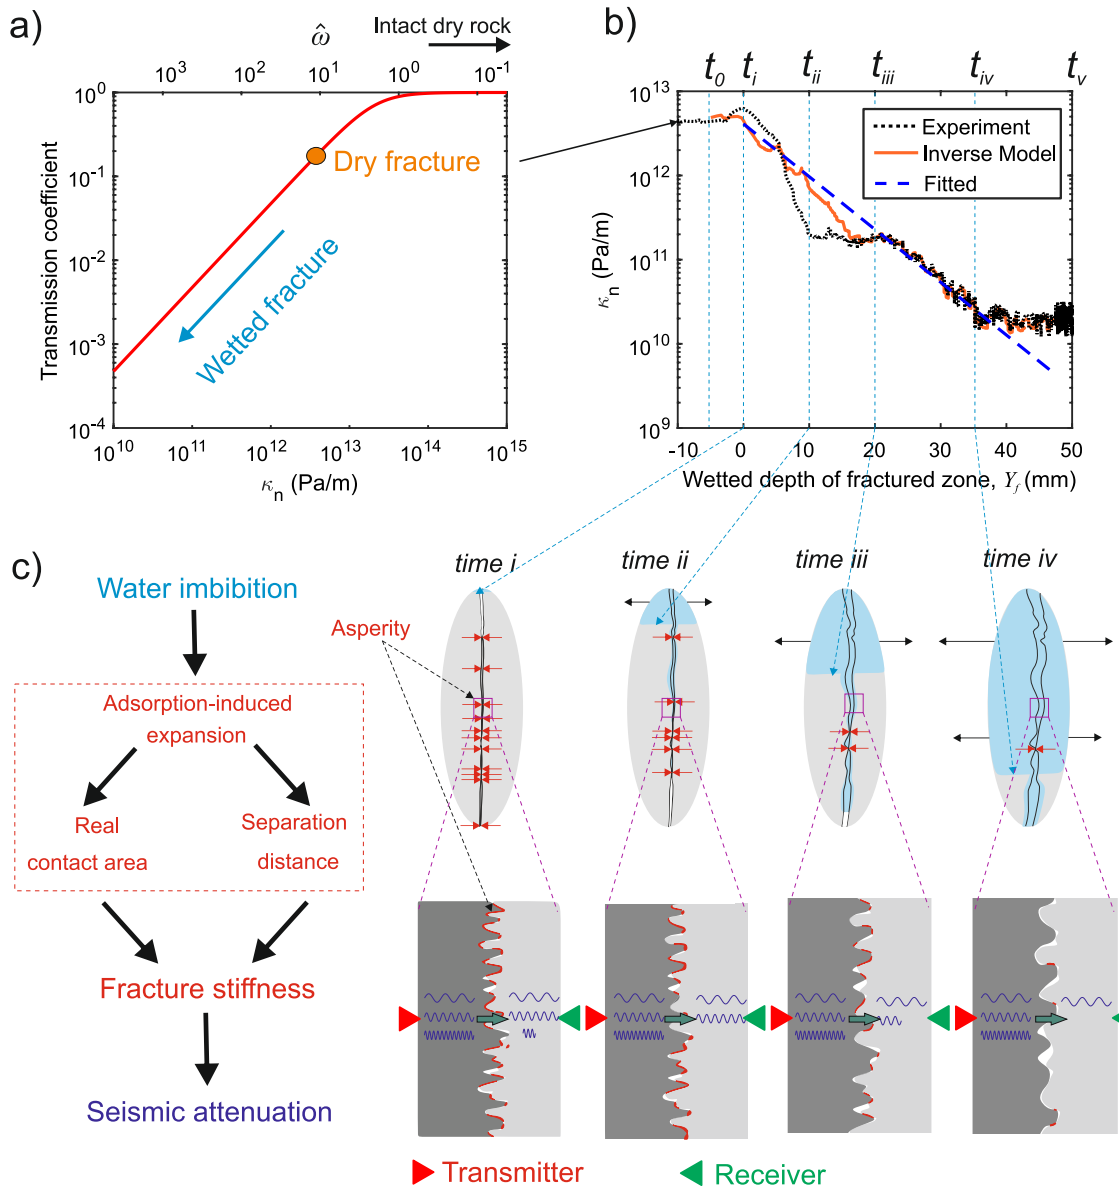 a)
ω̂
Intact dry rock
10³ 10² 10¹ 10⁰ 10⁻¹
10⁰
10⁻¹
10⁻²
10⁻³
10⁻⁴
Transmission coefficient
Dry fracture
Wetted fracture
10¹⁰ 10¹¹ 10¹² 10¹³ 10¹⁴ 10¹⁵
κₙ (Pa/m)
b)
t₀ tᵢ tᵢᵢ tᵢᵢᵢ tᵢᵥ tᵥ
10¹³
10¹²
10¹¹
10¹⁰
10⁹
κₙ (Pa/m)
Experiment
Inverse Model
Fitted
-10 0 10 20 30 40 50
Wetted depth of fractured zone, Y_f (mm)
c)
Water imbibition
Adsorption-induced
expansion
Real
contact area
Separation
distance
Fracture stiffness
Seismic attenuation
time i
time ii
time iii
time iv
Asperity
Transmitter
Receiver